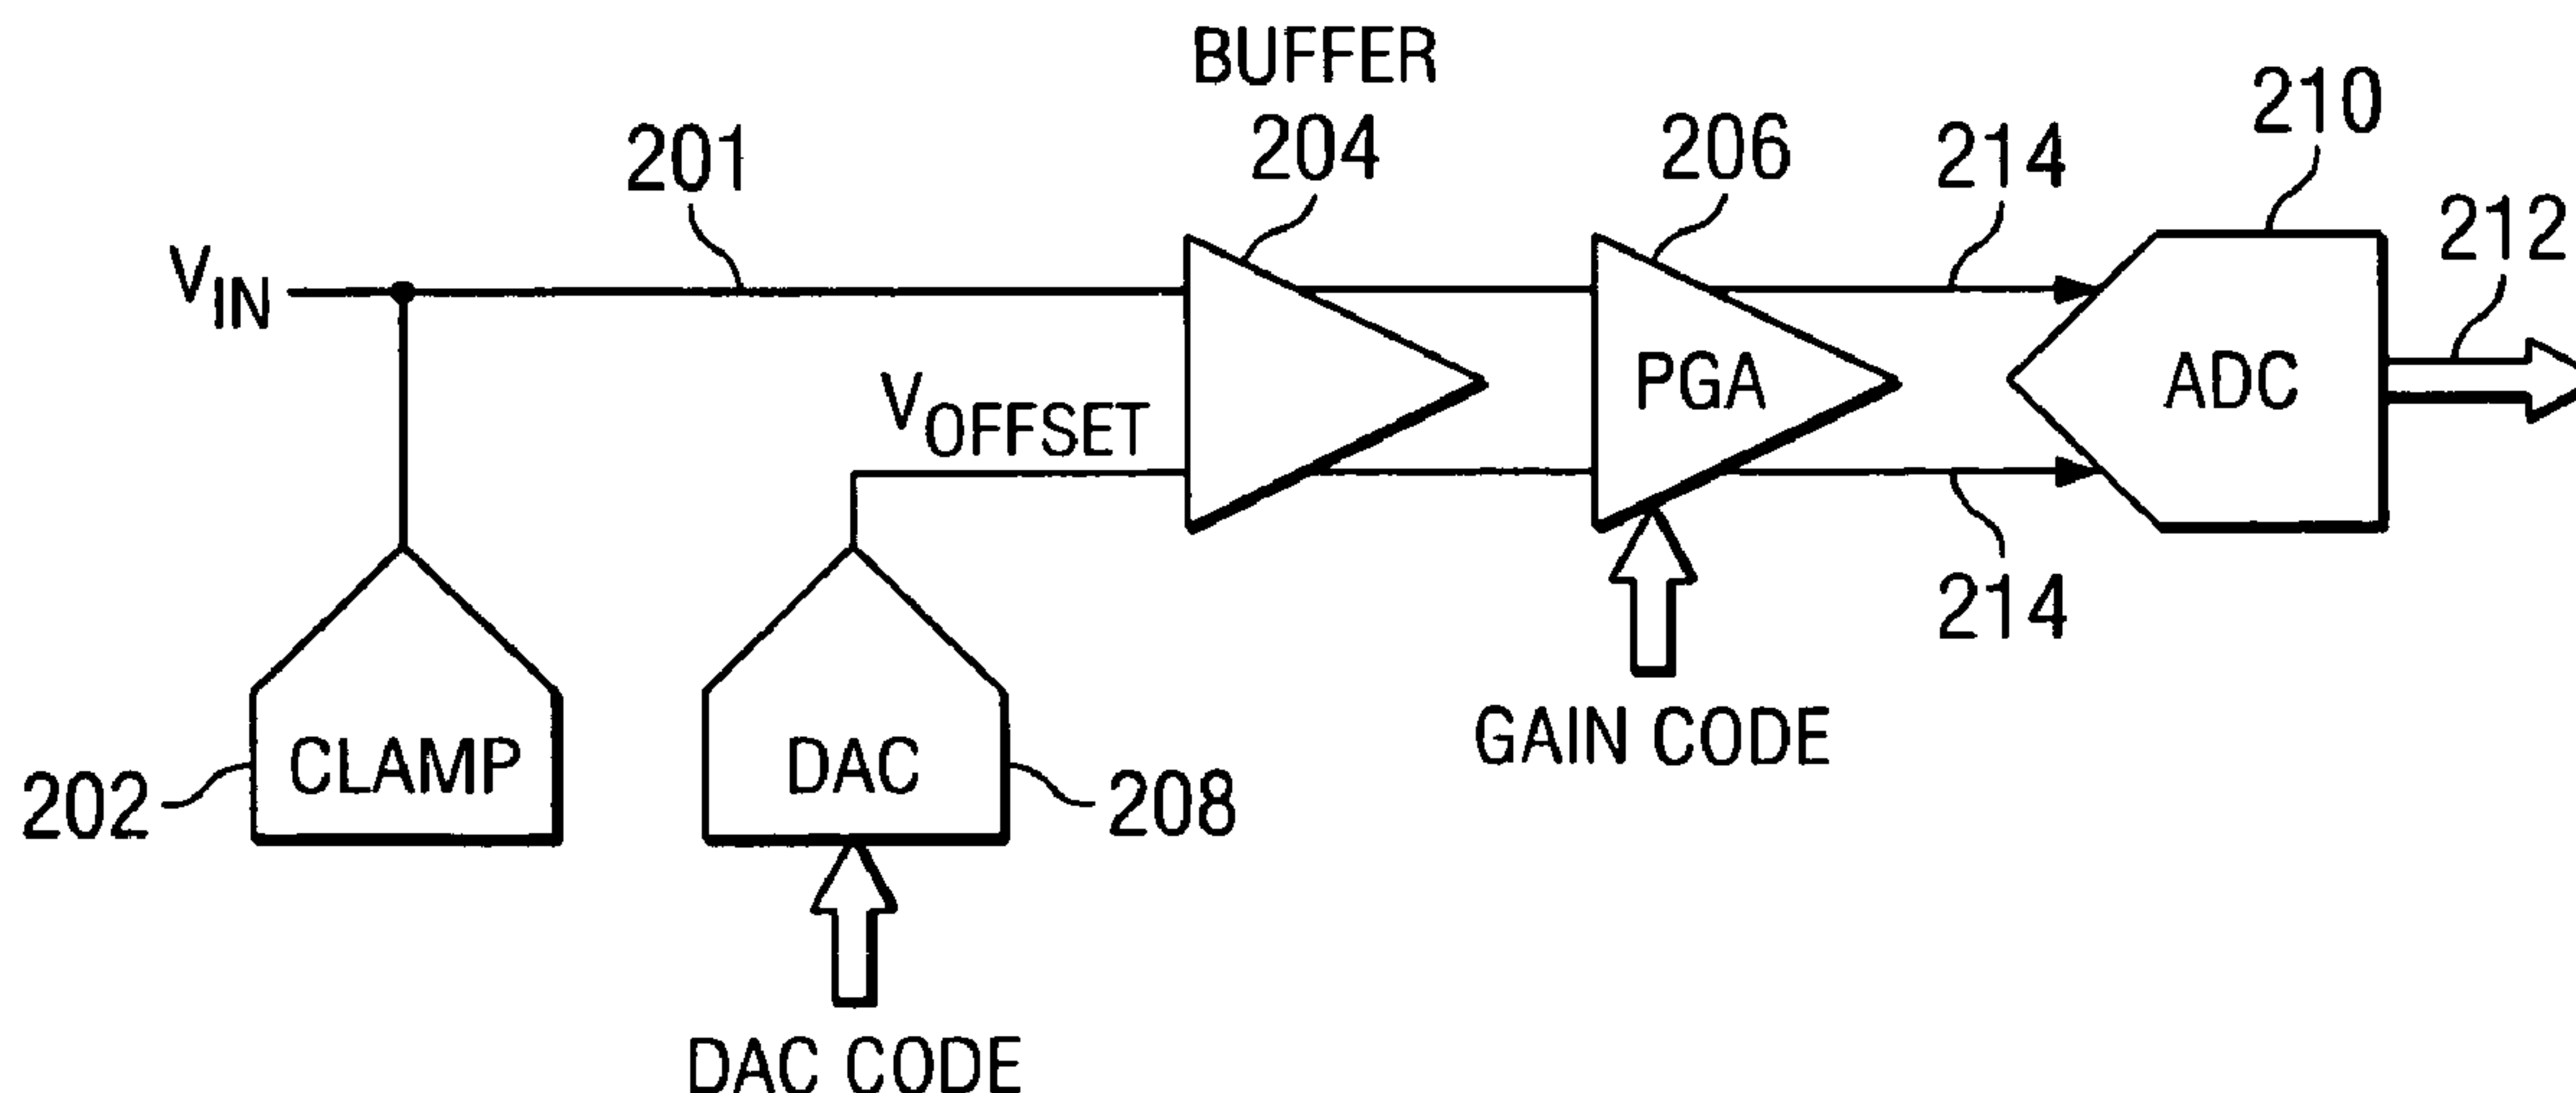 BUFFER
204
206
214
210
212
201
V_IN
V_OFFSET
PGA
ADC
214
GAIN CODE
202
CLAMP
DAC
208
DAC CODE